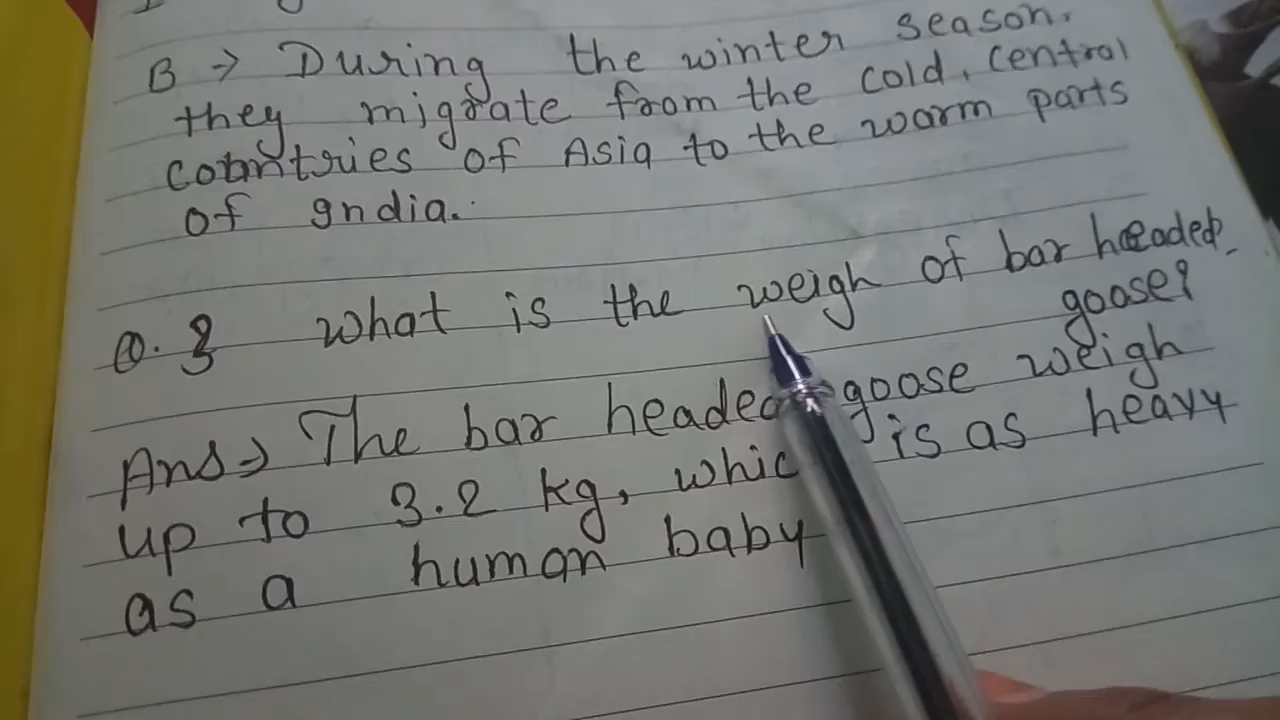 B → During the winter season.
they migrate from the cold, central
countries of Asia to the warm parts
of India.
Q. 3 What is the weigh of bar headed
goose?
Ans → The bar headed goose weigh
up to 3.2 kg, which is as heavy
as a human baby